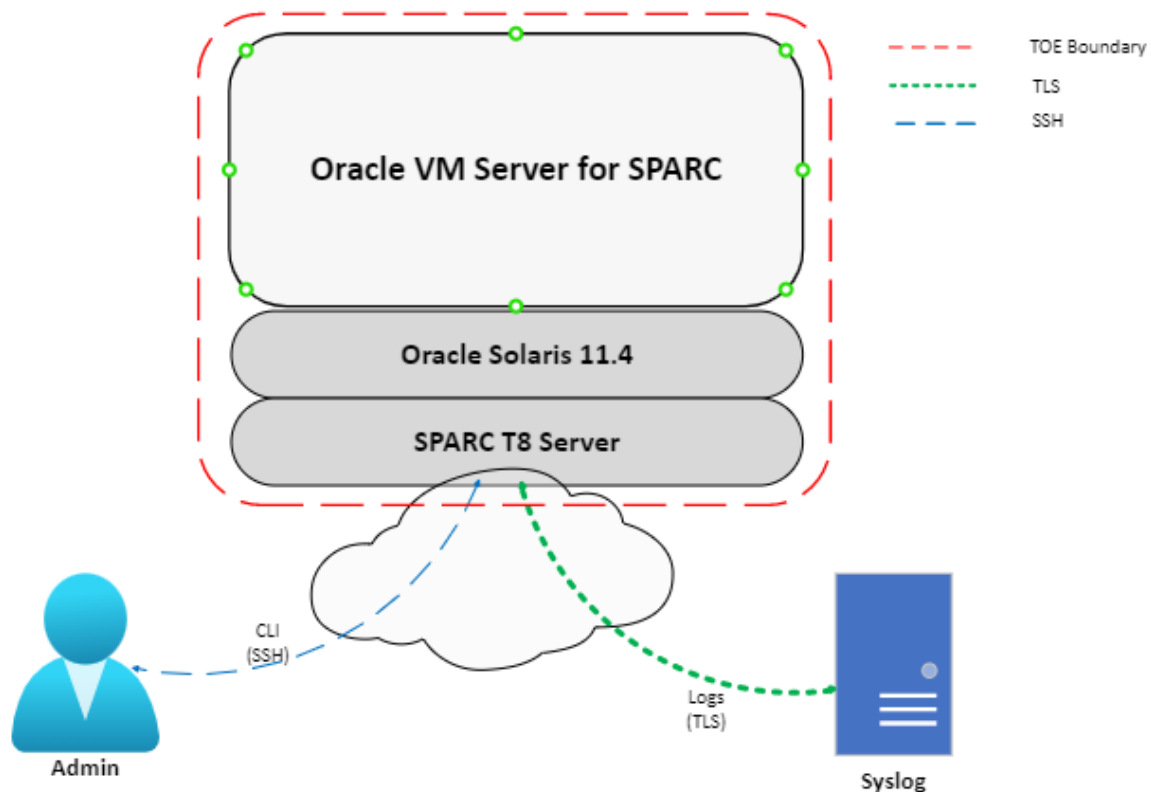 TOE Boundary
TLS
SSH
Oracle VM Server for SPARC
Oracle Solaris 11.4
SPARC T8 Server
CLI
(SSH)
Logs
(TLS)
Admin
Syslog